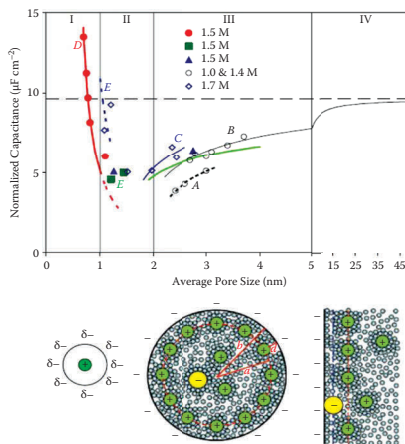 I II III IV
15
10
5
0
Normalized Capacitance (µF cm⁻²)
D
E
E
C
B
A
1.5 M
1.5 M
1.5 M
1.0 & 1.4 M
1.7 M
0 1 2 3 4 5 15 25 35 45
Average Pore Size (nm)
δ– δ– δ– δ– δ– δ– δ– δ–
+
b
d
a
+
–